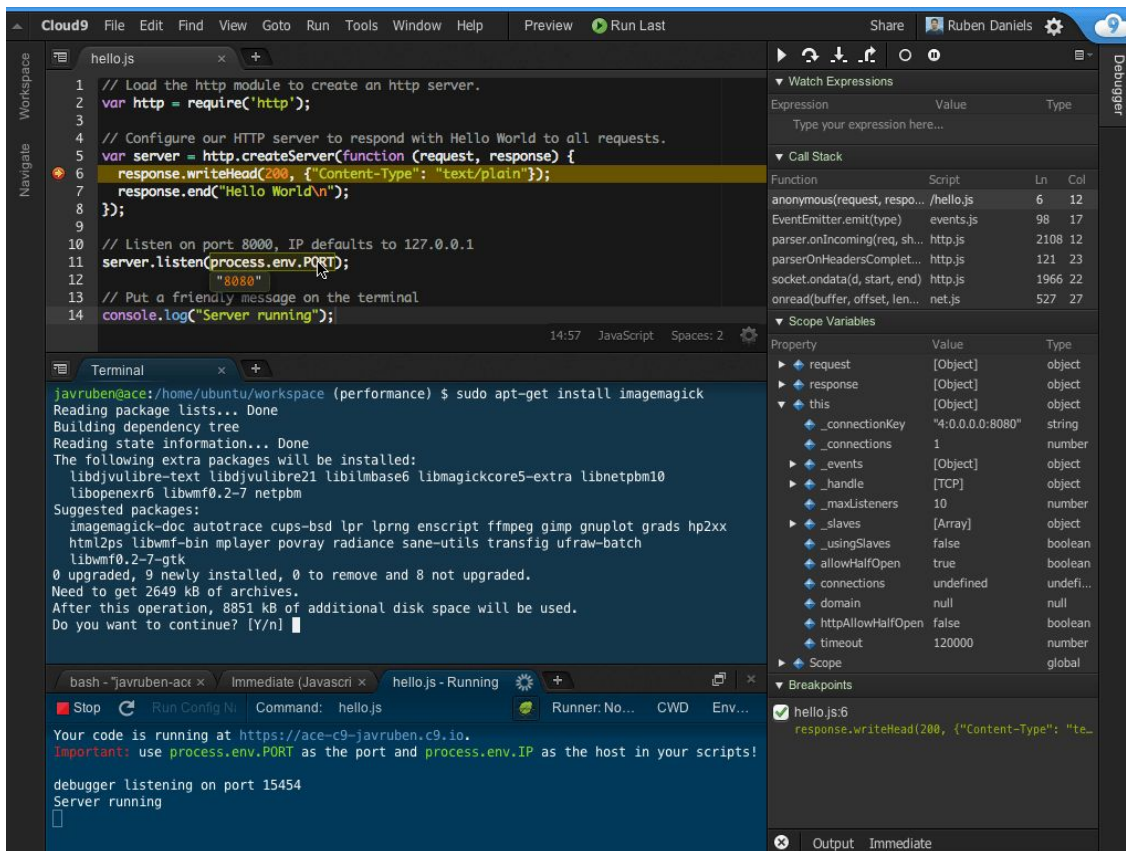 Cloud9 File Edit Find View Goto Run Tools Window Help Preview Run Last Share Ruben Daniels
Workspace
Navigate
hello.js × +
1 // Load the http module to create an http server.
2 var http = require('http');
3
4 // Configure our HTTP server to respond with Hello World to all requests.
5 var server = http.createServer(function (request, response) {
6 response.writeHead(200, {"Content-Type": "text/plain"});
7 response.end("Hello World\n");
8 });
9
10 // Listen on port 8000, IP defaults to 127.0.0.1
11 server.listen(process.env.PORT);
12 "8080"
13 // Put a friendly message on the terminal
14 console.log("Server running");
14:57 JavaScript Spaces: 2
Terminal × +
javruben@ace:/home/ubuntu/workspace (performance) $ sudo apt-get install imagemagick
Reading package lists... Done
Building dependency tree
Reading state information... Done
The following extra packages will be installed:
libdjvulibre-text libdjvulibre21 libilmbase6 libmagickcore5-extra libnetpbm10
libopenexr6 libwmf0.2-7 netpbm
Suggested packages:
imagemagick-doc autotrace cups-bsd lpr lprng enscript ffmpeg gimp gnuplot grads hp2xx
html2ps libwmf-bin mplayer povray radiance sane-utils transfig ufraw-batch
libwmf0.2-7-gtk
0 upgraded, 9 newly installed, 0 to remove and 8 not upgraded.
Need to get 2649 kB of archives.
After this operation, 8851 kB of additional disk space will be used.
Do you want to continue? [Y/n]
bash - "javruben-ace × Immediate (Javascri × hello.js - Running +
Stop Run Config Command: hello.js Runner: No... CWD Env...
Your code is running at https://ace-c9-javruben.c9.io.
Important: use process.env.PORT as the port and process.env.IP as the host in your scripts!
debugger listening on port 15454
Server running
Debugger
Watch Expressions
Expression Value Type
Type your expression here...
Call Stack
Function Script Ln Col
anonymous(request, respo... /hello.js 6 12
EventEmitter.emit(type) events.js 98 17
parser.onIncoming(req, sh... http.js 2108 12
parserOnHeadersComplet... http.js 121 23
socket.ondata(d, start, end) http.js 1966 22
onread(buffer, offset, len... net.js 527 27
Scope Variables
Property Value Type
request [Object] object
response [Object] object
this [Object] object
_connectionKey "4:0.0.0.0:8080" string
_connections 1 number
_events [Object] object
_handle [TCP] object
_maxListeners 10 number
_slaves [Array] object
_usingSlaves false boolean
allowHalfOpen true boolean
connections undefined undefi...
domain null null
httpAllowHalfOpen false boolean
timeout 120000 number
Scope global
Breakpoints
hello.js:6
response.writeHead(200, {"Content-Type": "te...
Output Immediate